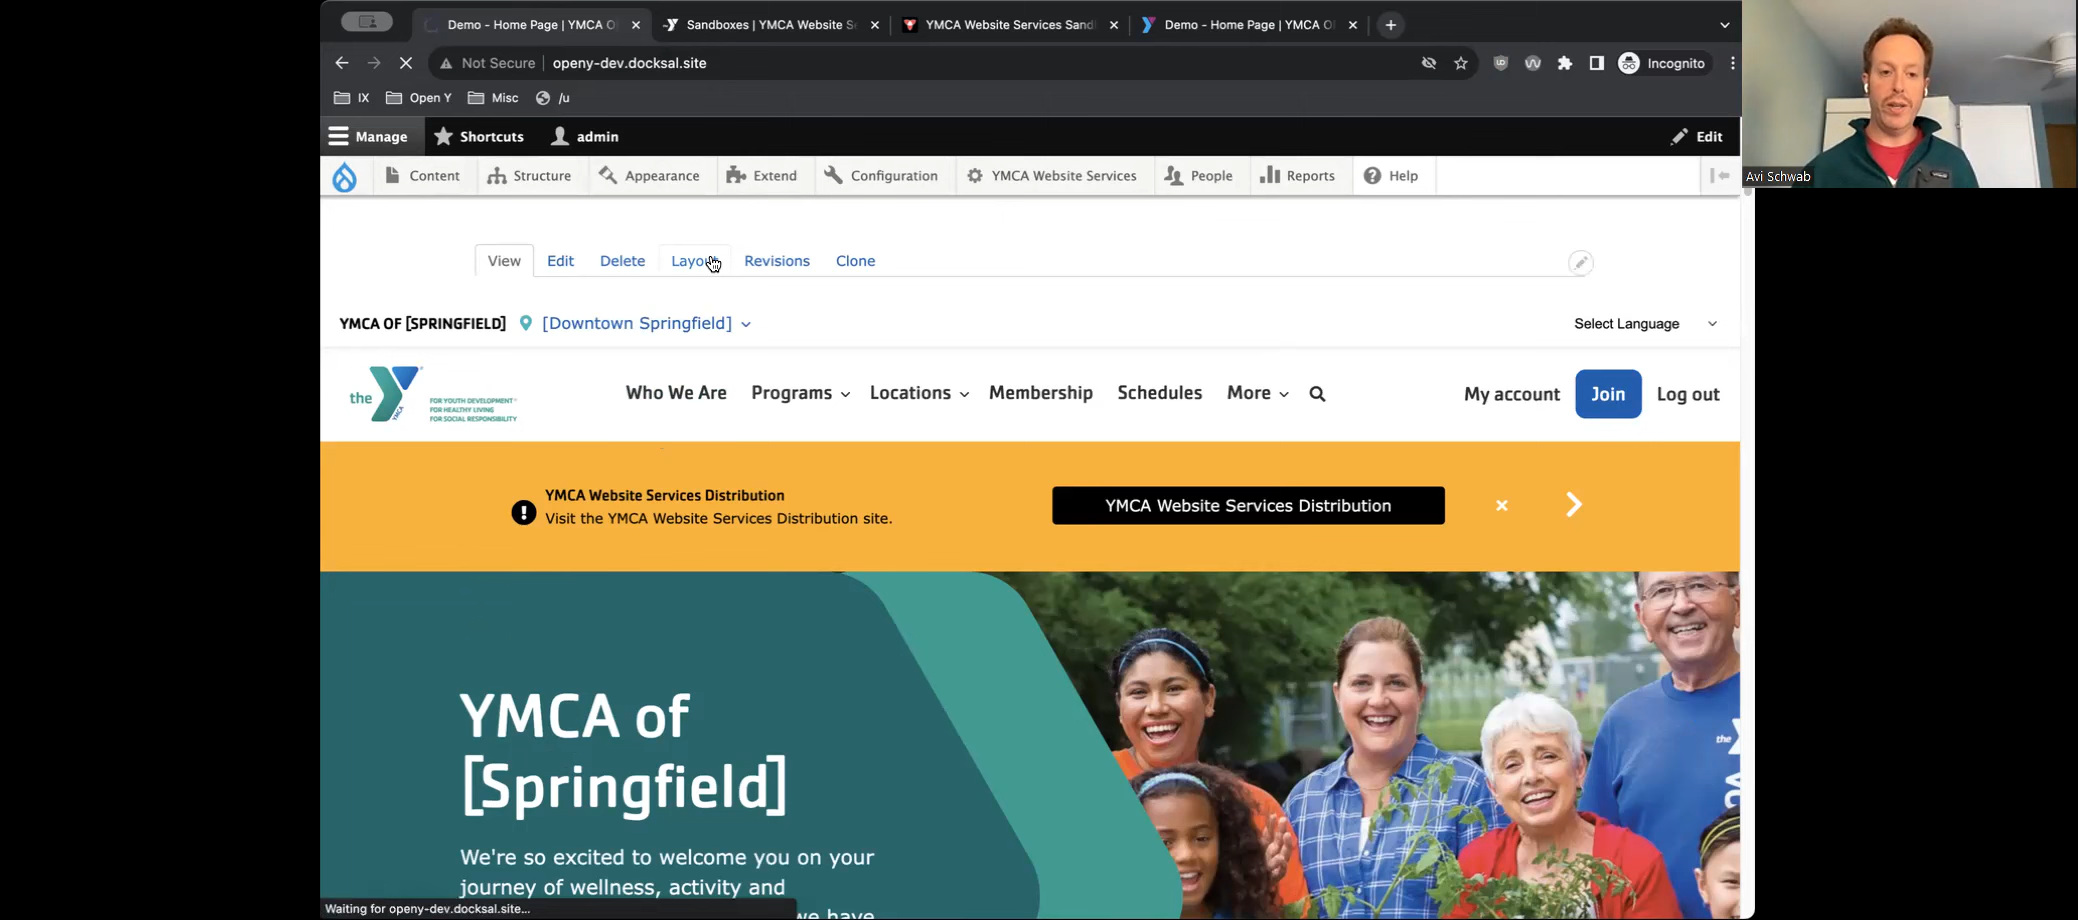 Demo - Home Page | YMCA O
Sandboxes | YMCA Website Se
YMCA Website Services Sand
Demo - Home Page | YMCA O
Not Secure
openy-dev.docksal.site
Incognito
IX
Open Y
Misc
/u
Manage
Shortcuts
admin
Edit
Content
Structure
Appearance
Extend
Configuration
YMCA Website Services
People
Reports
Help
Avi Schwab
View
Edit
Delete
Layout
Revisions
Clone
YMCA OF [SPRINGFIELD]
[Downtown Springfield]
Select Language
the
YMCA
FOR YOUTH DEVELOPMENT®
FOR HEALTHY LIVING
FOR SOCIAL RESPONSIBILITY
Who We Are
Programs
Locations
Membership
Schedules
More
My account
Join
Log out
YMCA Website Services Distribution
Visit the YMCA Website Services Distribution site.
YMCA Website Services Distribution
YMCA of
[Springfield]
We're so excited to welcome you on your
journey of wellness, activity and
we have
Waiting for openy-dev.docksal.site...